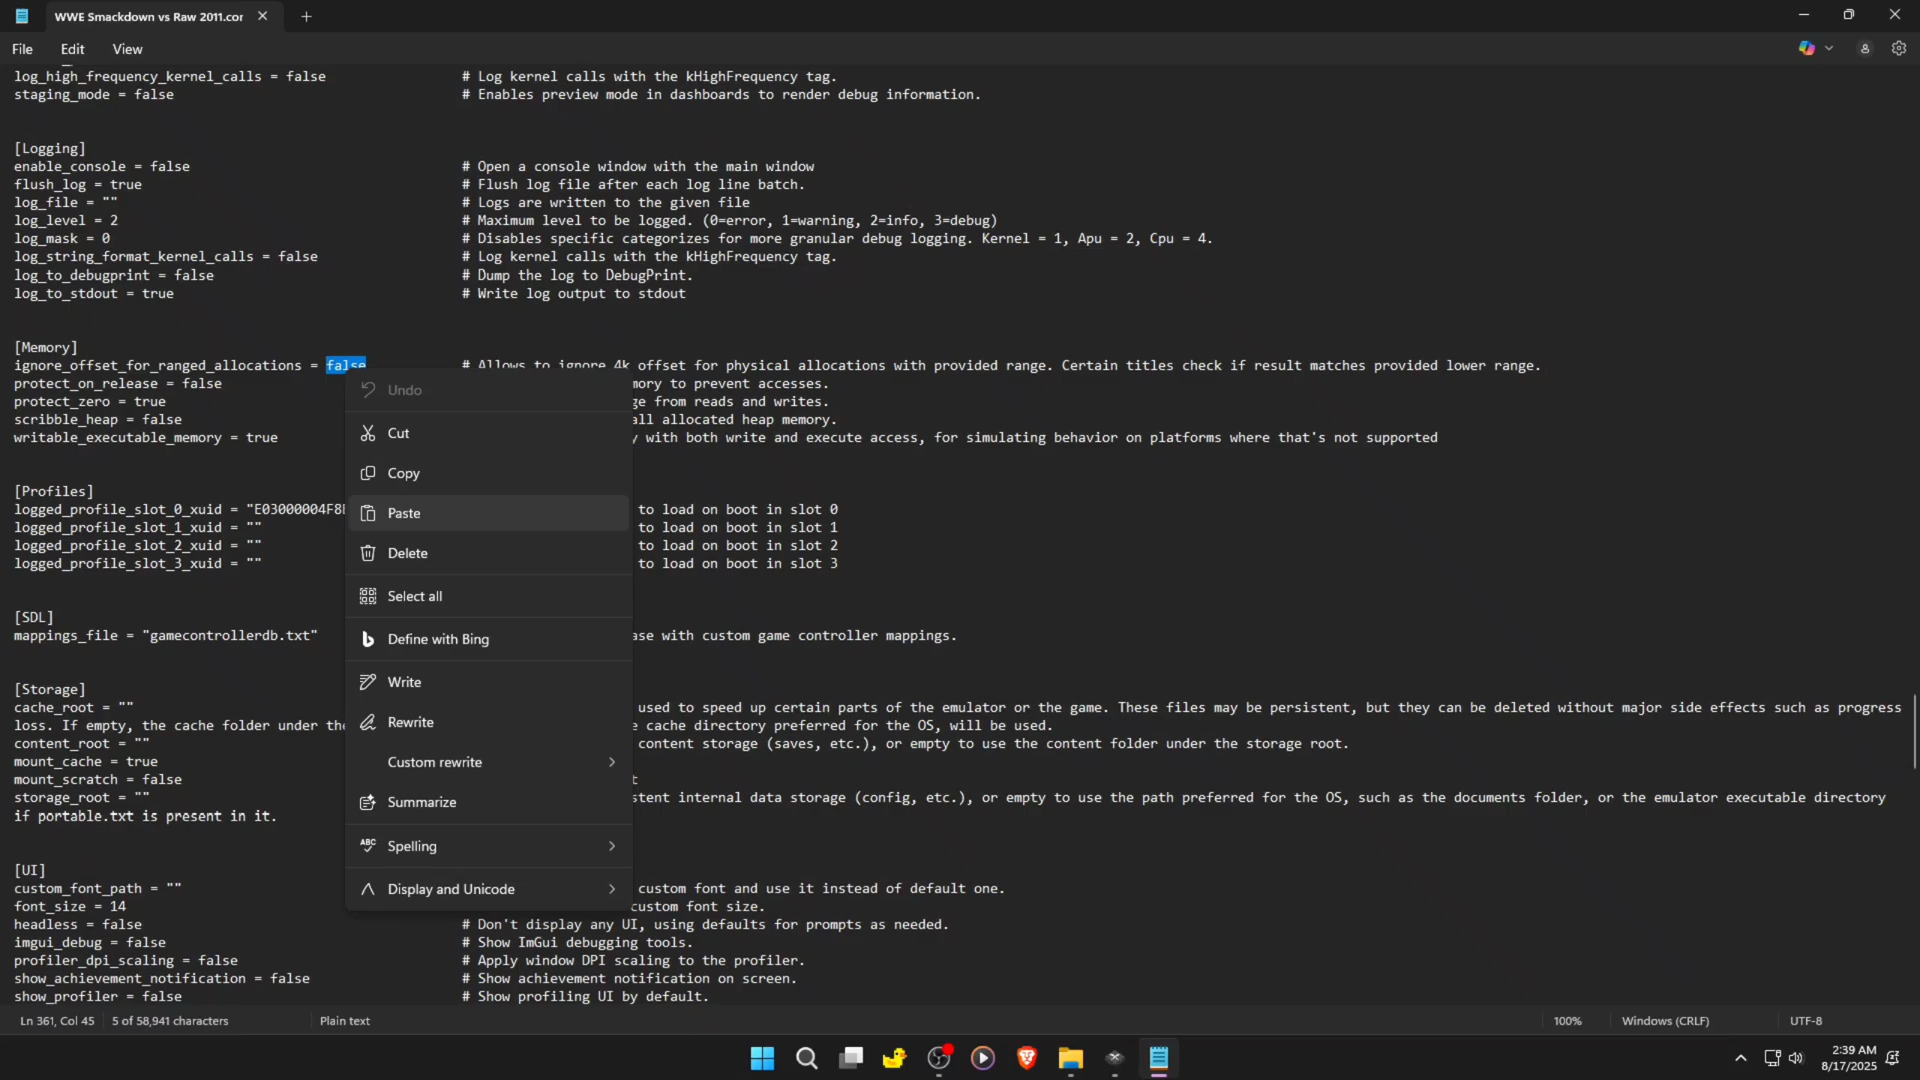 WWE Smackdown vs Raw 2011.cor
File Edit View
log_high_frequency_kernel_calls = false # Log kernel calls with the kHighFrequency tag.
staging_mode = false # Enables preview mode in dashboards to render debug information.
[Logging]
enable_console = false # Open a console window with the main window
flush_log = true # Flush log file after each log line batch.
log_file = "" # Logs are written to the given file
log_level = 2 # Maximum level to be logged. (0=error, 1=warning, 2=info, 3=debug)
log_mask = 0 # Disables specific categorizes for more granular debug logging. Kernel = 1, Apu = 2, Cpu = 4.
log_string_format_kernel_calls = false # Log kernel calls with the kHighFrequency tag.
log_to_debugprint = false # Dump the log to DebugPrint.
log_to_stdout = true # Write log output to stdout
[Memory]
ignore_offset_for_ranged_allocations = false # Allows to ignore 4k offset for physical allocations with provided range. Certain titles check if result matches provided lower range.
protect_on_release = false mory to prevent accesses.
protect_zero = true ge from reads and writes.
scribble_heap = false all allocated heap memory.
writable_executable_memory = true y with both write and execute access, for simulating behavior on platforms where that's not supported
[Profiles]
logged_profile_slot_0_xuid = "E03000004F8 to load on boot in slot 0
logged_profile_slot_1_xuid = "" to load on boot in slot 1
logged_profile_slot_2_xuid = "" to load on boot in slot 2
logged_profile_slot_3_xuid = "" to load on boot in slot 3
[SDL]
mappings_file = "gamecontrollerdb.txt" ase with custom game controller mappings.
[Storage]
cache_root = "" used to speed up certain parts of the emulator or the game. These files may be persistent, but they can be deleted without major side effects such as progress
loss. If empty, the cache folder under the e cache directory preferred for the OS, will be used.
content_root = "" content storage (saves, etc.), or empty to use the content folder under the storage root.
mount_cache = true
mount_scratch = false t
storage_root = "" stent internal data storage (config, etc.), or empty to use the path preferred for the OS, such as the documents folder, or the emulator executable directory
if portable.txt is present in it.
[UI]
custom_font_path = "" custom font and use it instead of default one.
font_size = 14 custom font size.
headless = false # Don't display any UI, using defaults for prompts as needed.
imgui_debug = false # Show ImGui debugging tools.
profiler_dpi_scaling = false # Apply window DPI scaling to the profiler.
show_achievement_notification = false # Show achievement notification on screen.
show_profiler = false # Show profiling UI by default.
Undo
Cut
Copy
Paste
Delete
Select all
Define with Bing
Write
Rewrite
Custom rewrite
Summarize
ABC Spelling
Display and Unicode
Ln 361, Col 45 5 of 58,941 characters Plain text 100% Windows (CRLF) UTF-8
2:39 AM
8/17/2025